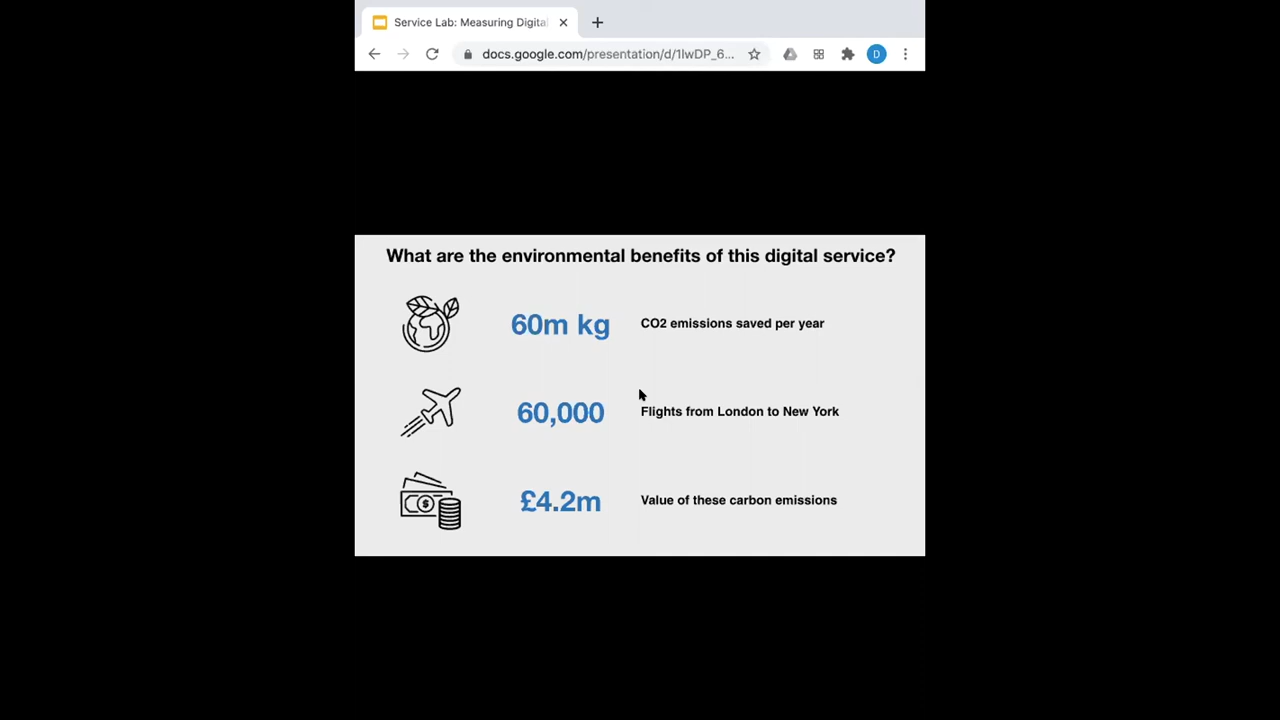 Service Lab: Measuring Digital
docs.google.com/presentation/d/1lwDP_6...
D
What are the environmental benefits of this digital service?
60m kg CO2 emissions saved per year
60,000 Flights from London to New York
$
£4.2m Value of these carbon emissions